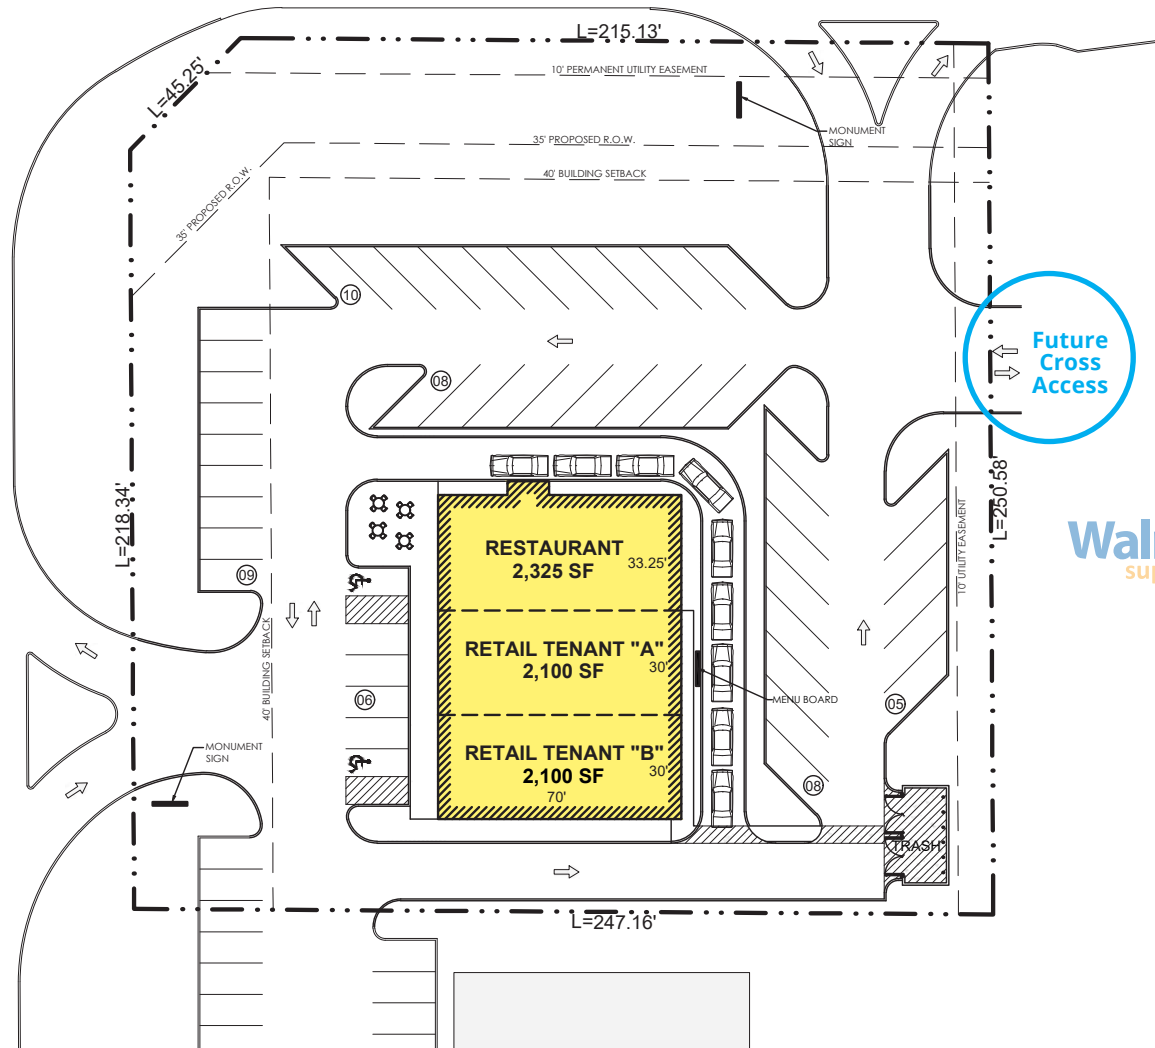 L=215.13'
10' PERMANENT UTILITY EASEMENT
L=45.25'
MONUMENT
SIGN
35' PROPOSED R.O.W.
40' BUILDING SETBACK
35' PROPOSED R.O.W.
10
Future
Cross
Access
08
L=218.34'
L=250.58'
10' UTILITY EASEMENT
RESTAURANT
2,325 SF
33.25'
09
40' BUILDING SETBACK
RETAIL TENANT "A"
2,100 SF
30'
06
MENU BOARD
05
MONUMENT
SIGN
RETAIL TENANT "B"
2,100 SF
30'
70'
08
TRASH
L=247.16'